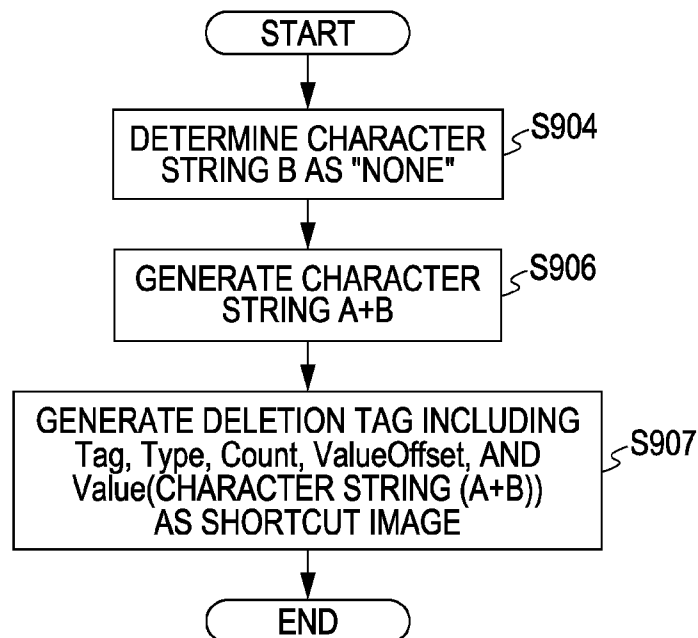 START
DETERMINE CHARACTER
STRING B AS "NONE"
S904
GENERATE CHARACTER
STRING A+B
S906
GENERATE DELETION TAG INCLUDING
Tag, Type, Count, ValueOffset, AND
Value(CHARACTER STRING (A+B))
AS SHORTCUT IMAGE
S907
END